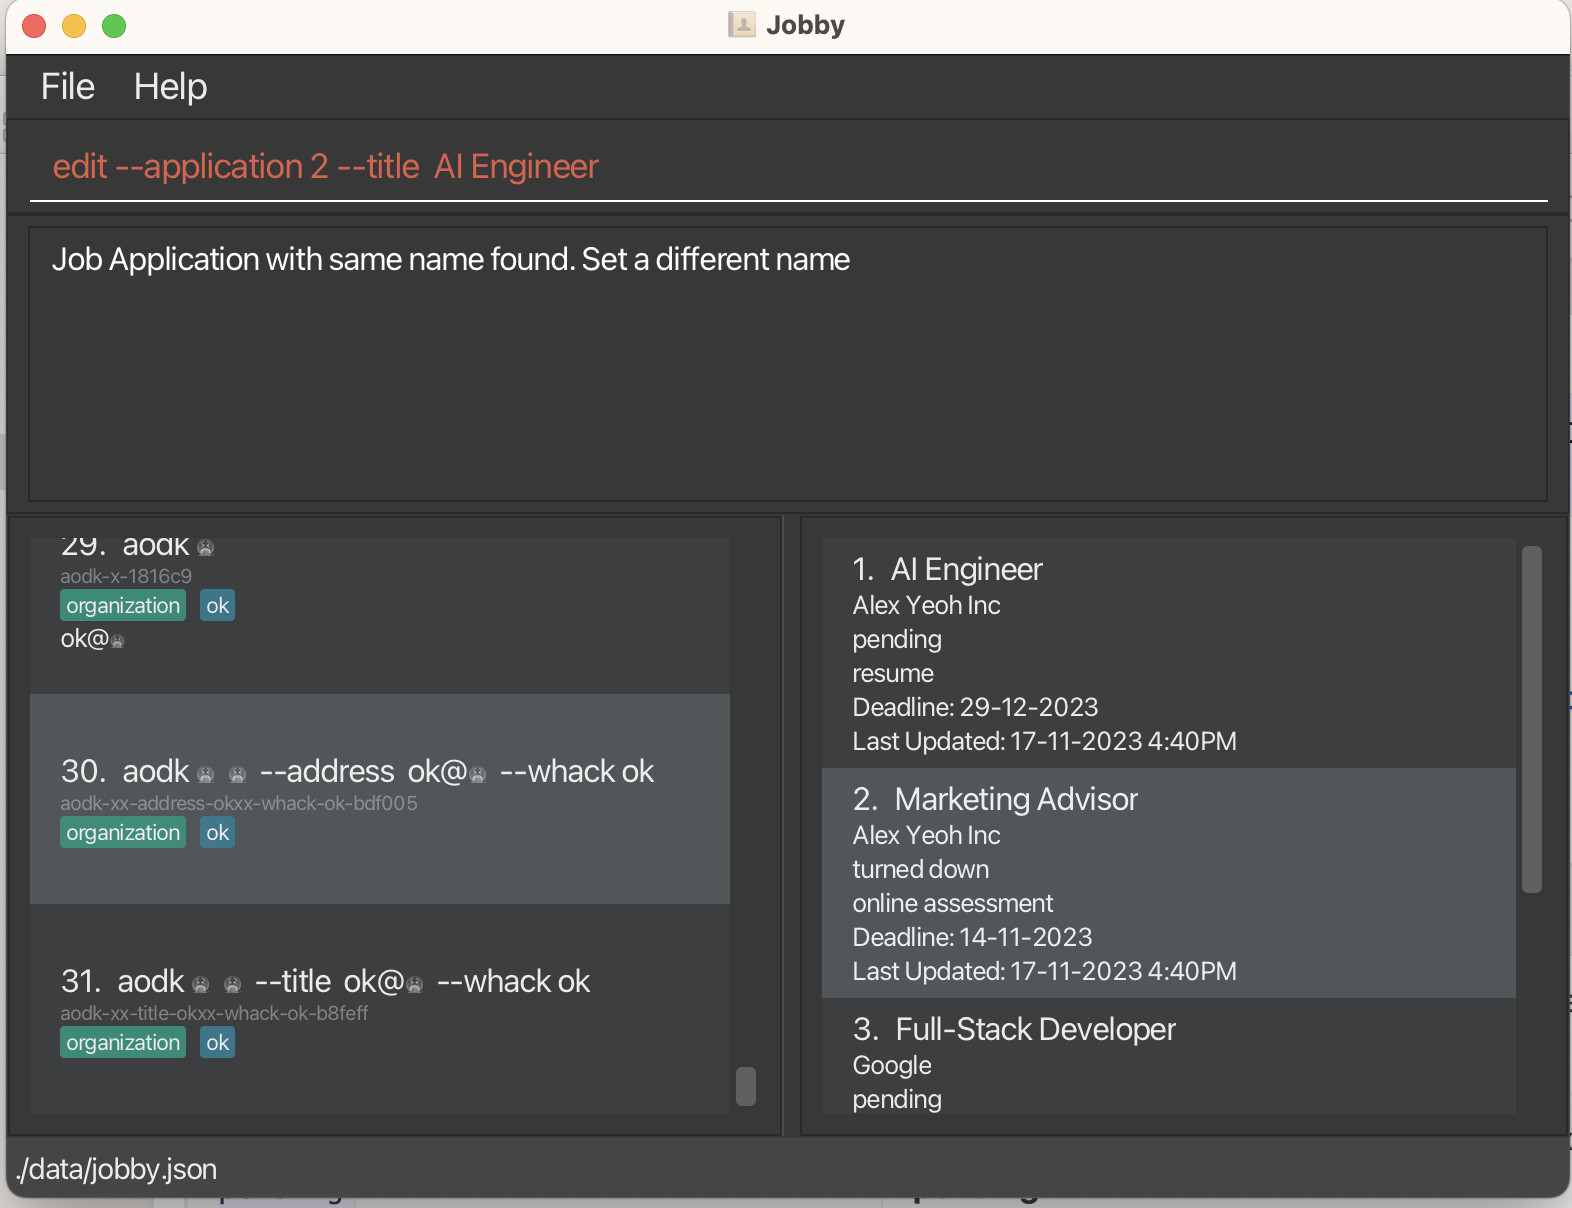 Jobby
File Help
edit --application 2 --title  AI Engineer
Job Application with same name found. Set a different name
29. aodk
aodk-x-1816c9
organization ok
ok@
30. aodk --address ok@ --whack ok
aodk-xx-address-okxx-whack-ok-bdf005
organization ok
31. aodk --title ok@ --whack ok
aodk-xx-title-okxx-whack-ok-b8feff
organization ok
1. AI Engineer
Alex Yeoh Inc
pending
resume
Deadline: 29-12-2023
Last Updated: 17-11-2023 4:40PM
2. Marketing Advisor
Alex Yeoh Inc
turned down
online assessment
Deadline: 14-11-2023
Last Updated: 17-11-2023 4:40PM
3. Full-Stack Developer
Google
pending
./data/jobby.json